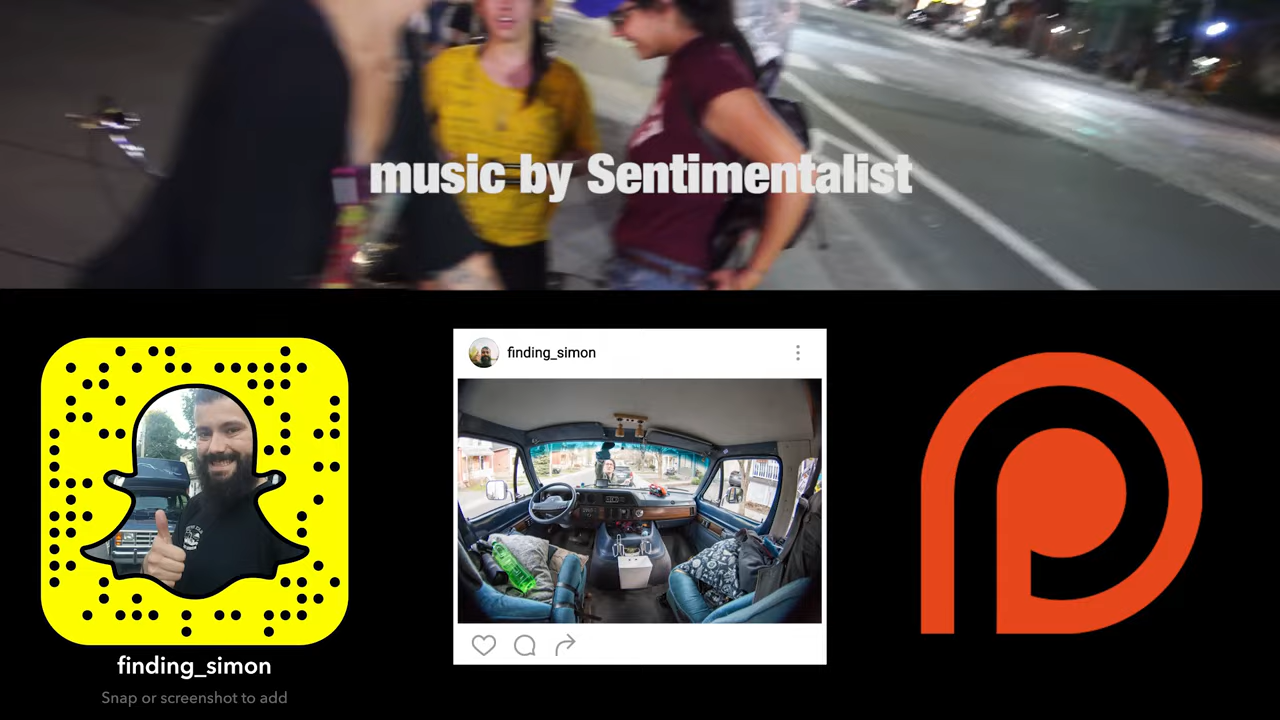 music by Sentimentalist
finding_simon
finding_simon
Snap or screenshot to add